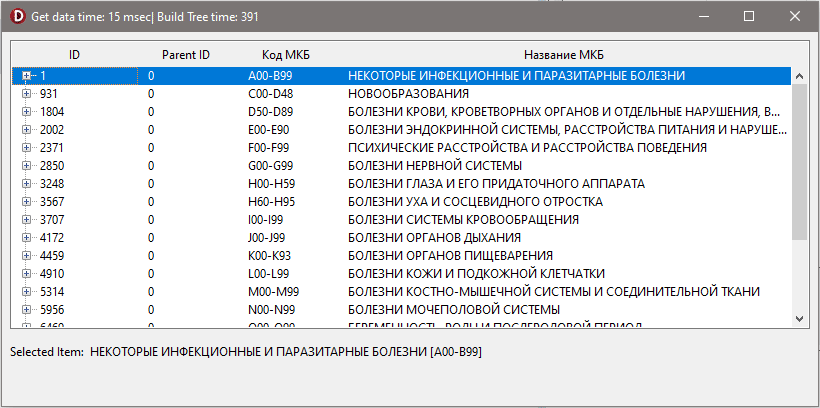 D Get data time: 15 msec| Build Tree time: 391
ID Parent ID Код МКБ Название МКБ
1 0 A00-B99 НЕКОТОРЫЕ ИНФЕКЦИОННЫЕ И ПАРАЗИТАРНЫЕ БОЛЕЗНИ
931 0 C00-D48 НОВООБРАЗОВАНИЯ
1804 0 D50-D89 БОЛЕЗНИ КРОВИ, КРОВЕТВОРНЫХ ОРГАНОВ И ОТДЕЛЬНЫЕ НАРУШЕНИЯ, В...
2002 0 E00-E90 БОЛЕЗНИ ЭНДОКРИННОЙ СИСТЕМЫ, РАССТРОЙСТВА ПИТАНИЯ И НАРУШЕ...
2371 0 F00-F99 ПСИХИЧЕСКИЕ РАССТРОЙСТВА И РАССТРОЙСТВА ПОВЕДЕНИЯ
2850 0 G00-G99 БОЛЕЗНИ НЕРВНОЙ СИСТЕМЫ
3248 0 H00-H59 БОЛЕЗНИ ГЛАЗА И ЕГО ПРИДАТОЧНОГО АППАРАТА
3567 0 H60-H95 БОЛЕЗНИ УХА И СОСЦЕВИДНОГО ОТРОСТКА
3707 0 I00-I99 БОЛЕЗНИ СИСТЕМЫ КРОВООБРАЩЕНИЯ
4172 0 J00-J99 БОЛЕЗНИ ОРГАНОВ ДЫХАНИЯ
4459 0 K00-K93 БОЛЕЗНИ ОРГАНОВ ПИЩЕВАРЕНИЯ
4910 0 L00-L99 БОЛЕЗНИ КОЖИ И ПОДКОЖНОЙ КЛЕТЧАТКИ
5314 0 M00-M99 БОЛЕЗНИ КОСТНО-МЫШЕЧНОЙ СИСТЕМЫ И СОЕДИНИТЕЛЬНОЙ ТКАНИ
5956 0 N00-N99 БОЛЕЗНИ МОЧЕПОЛОВОЙ СИСТЕМЫ
0 O00-O99 БЕРЕМЕННОСТЬ, РОДЫ И ПОСЛЕРОДОВОЙ ПЕРИОД
Selected Item: НЕКОТОРЫЕ ИНФЕКЦИОННЫЕ И ПАРАЗИТАРНЫЕ БОЛЕЗНИ [A00-B99]